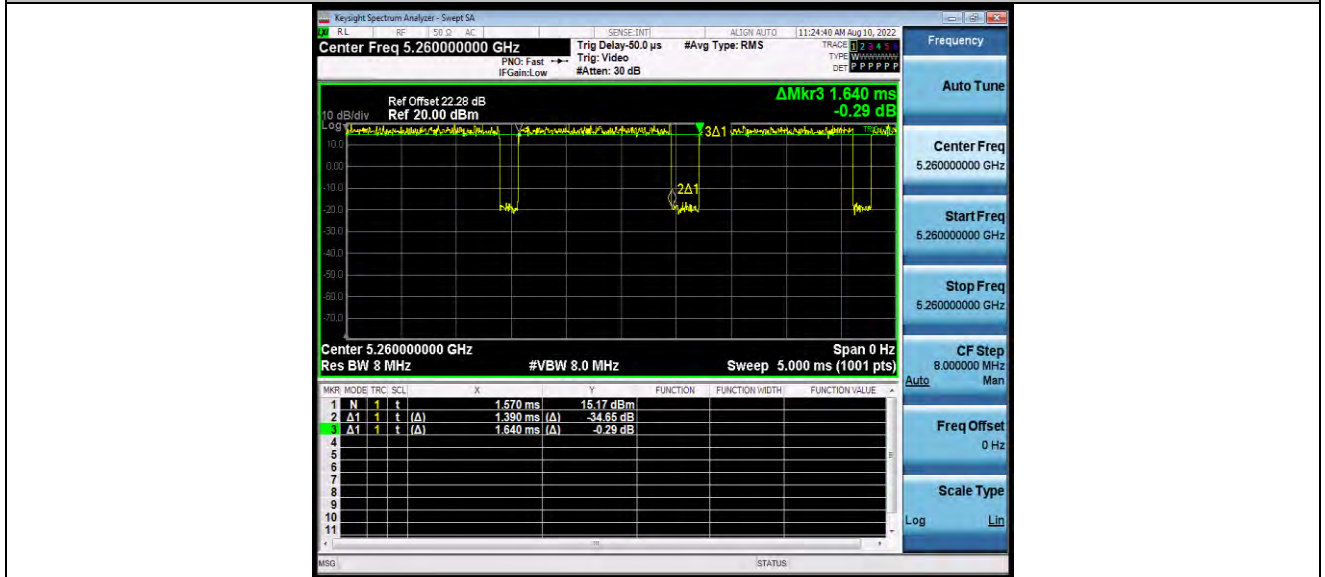 Keysight Spectrum Analyzer - Swept SA
RL RF 50 Ω AC SENSE:INT ALIGN AUTO 11:24:40 AM Aug 10, 2022
Center Freq 5.260000000 GHz
Trig Delay-50.0 µs #Avg Type: RMS
TRACE 1 2 3 4 5 6
PNO: Fast Trig: Video
TYPE WWWWWW
IFGain:Low #Atten: 30 dB
DET P P P P P P
ΔMkr3 1.640 ms
-0.29 dB
Ref Offset 22.28 dB
10 dB/div Ref 20.00 dBm
Log
10.0
0.00
-10.0
-20.0
-30.0
-40.0
-50.0
-60.0
-70.0
3Δ1
2Δ1
Center 5.260000000 GHz Span 0 Hz
Res BW 8 MHz #VBW 8.0 MHz Sweep 5.000 ms (1001 pts)
MKR MODE TRC SCL X Y FUNCTION FUNCTION WIDTH FUNCTION VALUE
1 N 1 t 1.570 ms 15.17 dBm
2 Δ1 1 t (Δ) 1.390 ms (Δ) -34.65 dB
3 Δ1 1 t (Δ) 1.640 ms (Δ) -0.29 dB
4
5
6
7
8
9
10
11
MSG STATUS
Frequency
Auto Tune
Center Freq
5.260000000 GHz
Start Freq
5.260000000 GHz
Stop Freq
5.260000000 GHz
CF Step
8.000000 MHz
Auto Man
Freq Offset
0 Hz
Scale Type
Log Lin